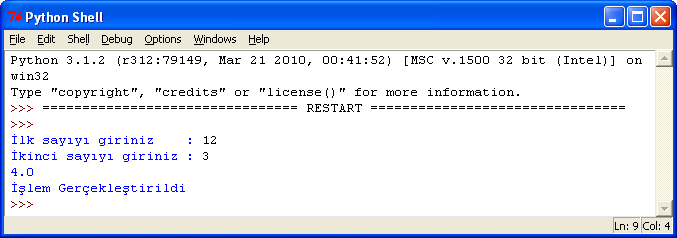 Python Shell
File Edit Shell Debug Options Windows Help
Python 3.1.2 (r312:79149, Mar 21 2010, 00:41:52) [MSC v.1500 32 bit (Intel)] on
win32
Type "copyright", "credits" or "license()" for more information.
>>> ================================ RESTART ================================
>>>
İlk sayıyı giriniz    : 12
İkinci sayıyı giriniz : 3
4.0
İşlem Gerçekleştirildi
>>>
Ln: 9 Col: 4